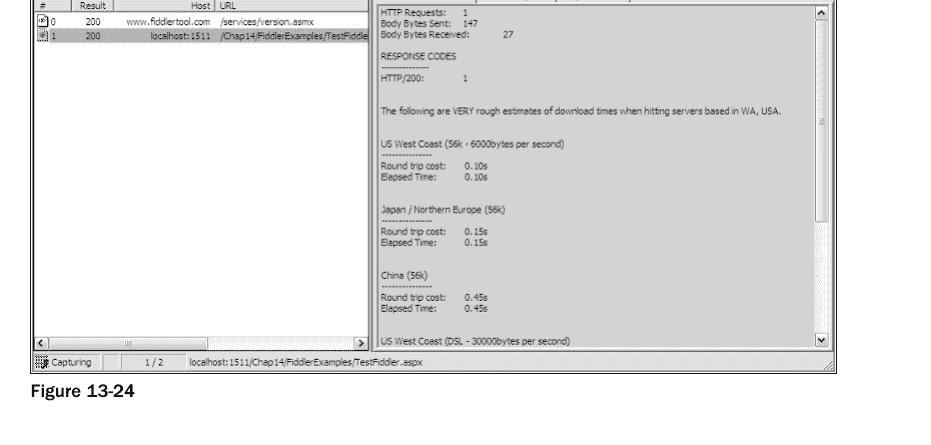 # Result Host URL
0 200 www.fiddlertool.com /services/version.asmx
1 200 localhost:1511 /Chap14/FiddlerExamples/TestFiddle
HTTP Requests: 1
Body Bytes Sent: 147
Body Bytes Received: 27
RESPONSE CODES
--------------
HTTP/200: 1
The following are VERY rough estimates of download times when hitting servers based in WA, USA.
US West Coast (56k - 6000bytes per second)
---------------
Round trip cost: 0.10s
Elapsed Time: 0.10s
Japan / Northern Europe (56k)
---------------
Round trip cost: 0.15s
Elapsed Time: 0.15s
China (56k)
---------------
Round trip cost: 0.45s
Elapsed Time: 0.45s
US West Coast (DSL - 30000bytes per second)
Capturing 1 / 2 localhost:1511/Chap14/FiddlerExamples/TestFiddler.aspx
Figure 13-24